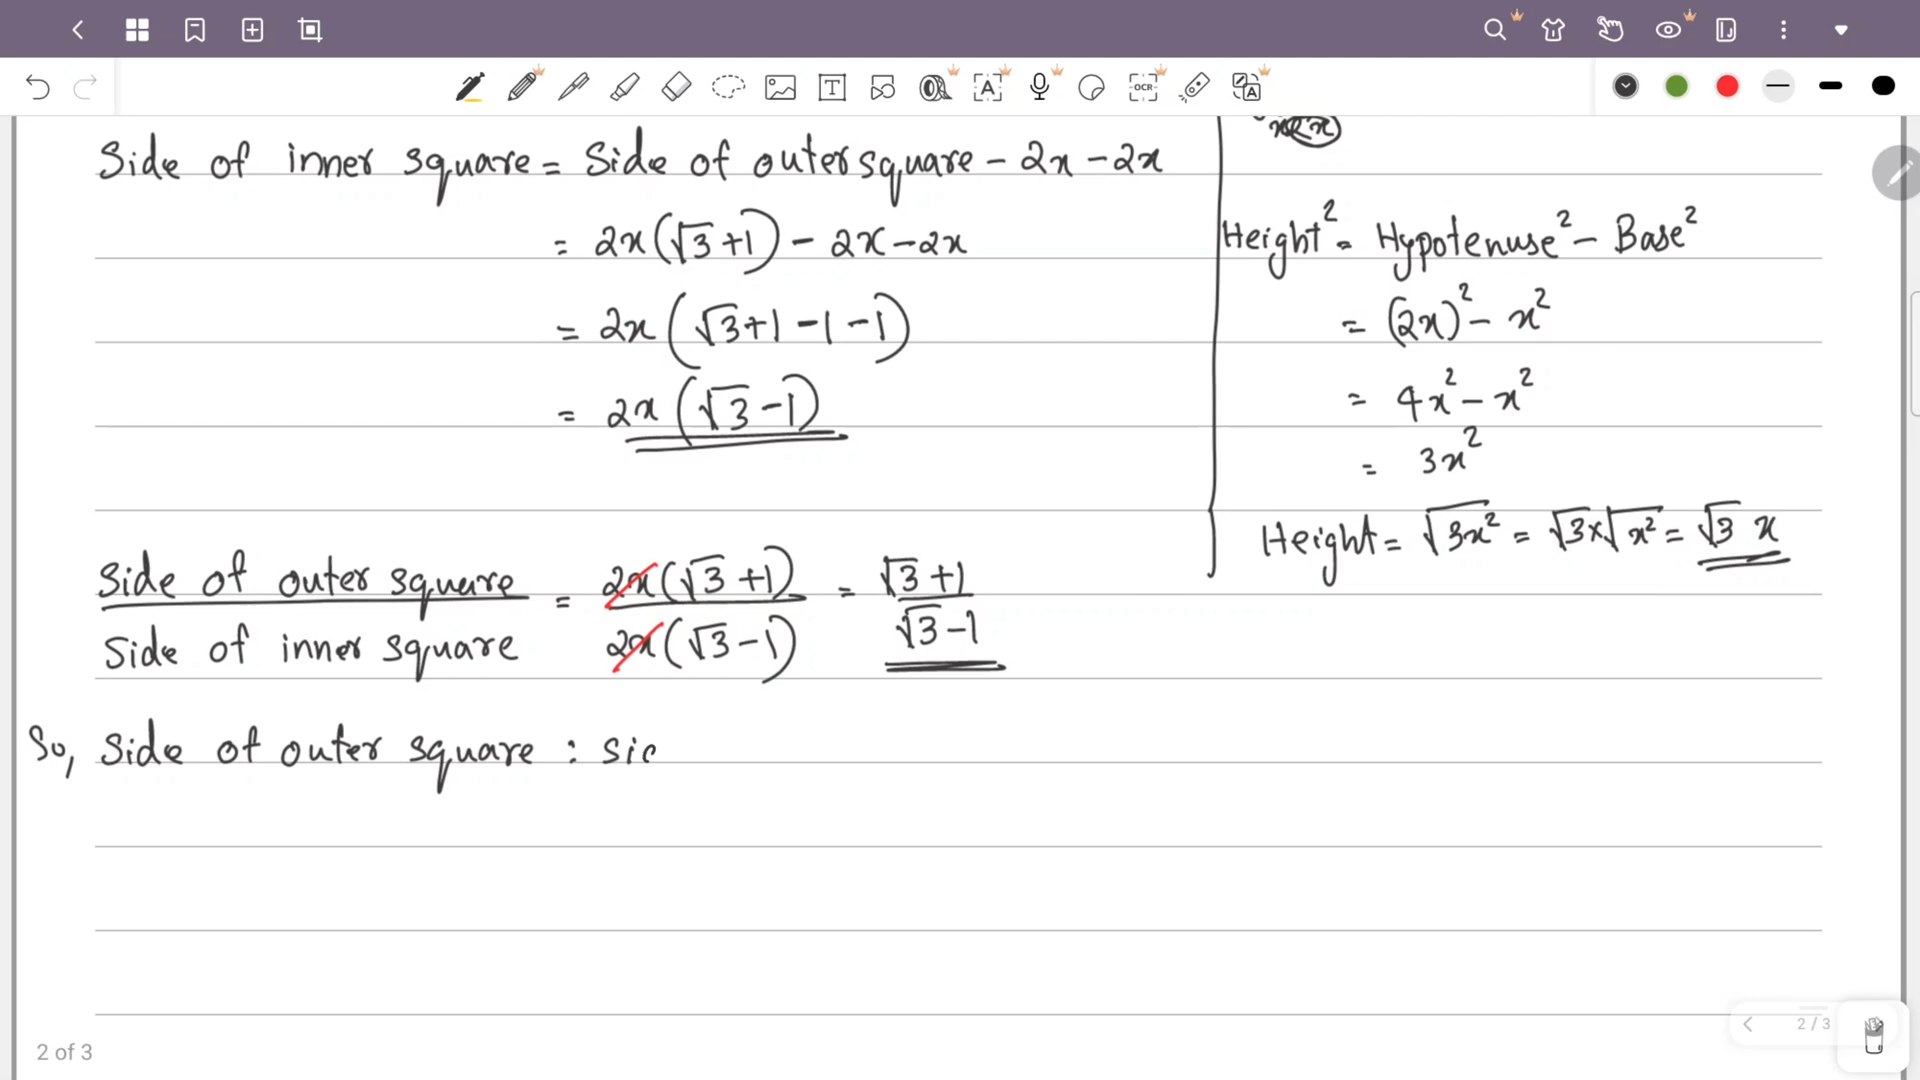 Side of inner square = Side of outer square - 2x - 2x
= 2x(√3+1) - 2x - 2x
= 2x(√3+1-1-1)
= 2x(√3-1)
Side of outer square / Side of inner square = 2x(√3+1) / 2x(√3-1) = √3+1 / √3-1
So, Side of outer square : sic
Height² = Hypotenuse² - Base²
= (2x)² - x²
= 4x² - x²
= 3x²
Height = √3x² = √3×√x² = √3 x
OCR
A
T
2 / 3
2 of 3